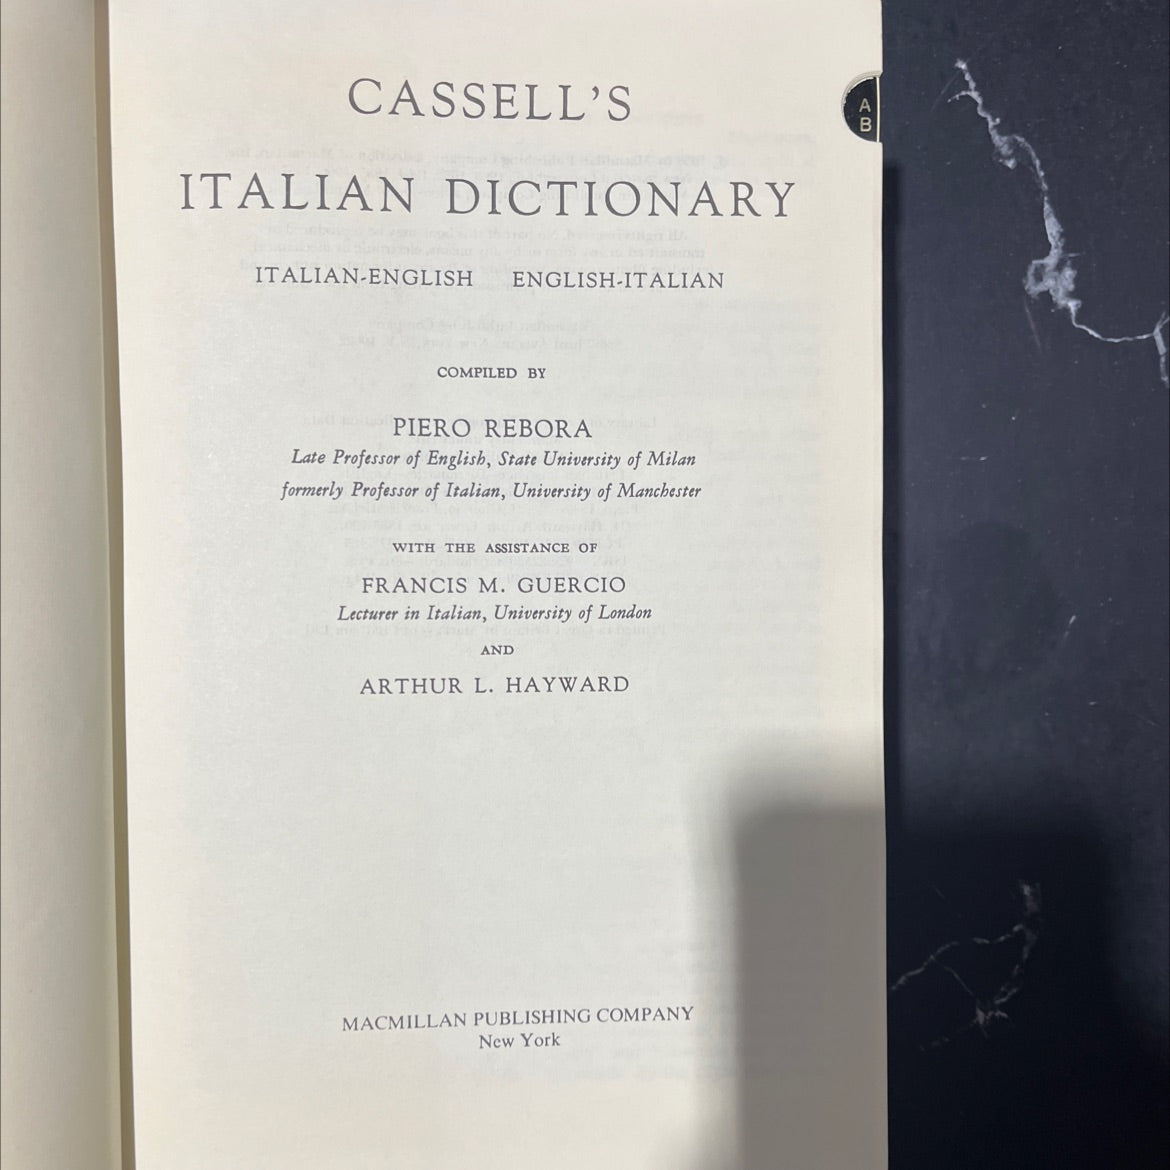 CASSELL'S
ITALIAN DICTIONARY
ITALIAN-ENGLISH ENGLISH-ITALIAN
COMPILED BY
PIERO REBORA
Late Professor of English, State University of Milan
formerly Professor of Italian, University of Manchester
WITH THE ASSISTANCE OF
FRANCIS M. GUERCIO
Lecturer in Italian, University of London
AND
ARTHUR L. HAYWARD
MACMILLAN PUBLISHING COMPANY
New York
A
B